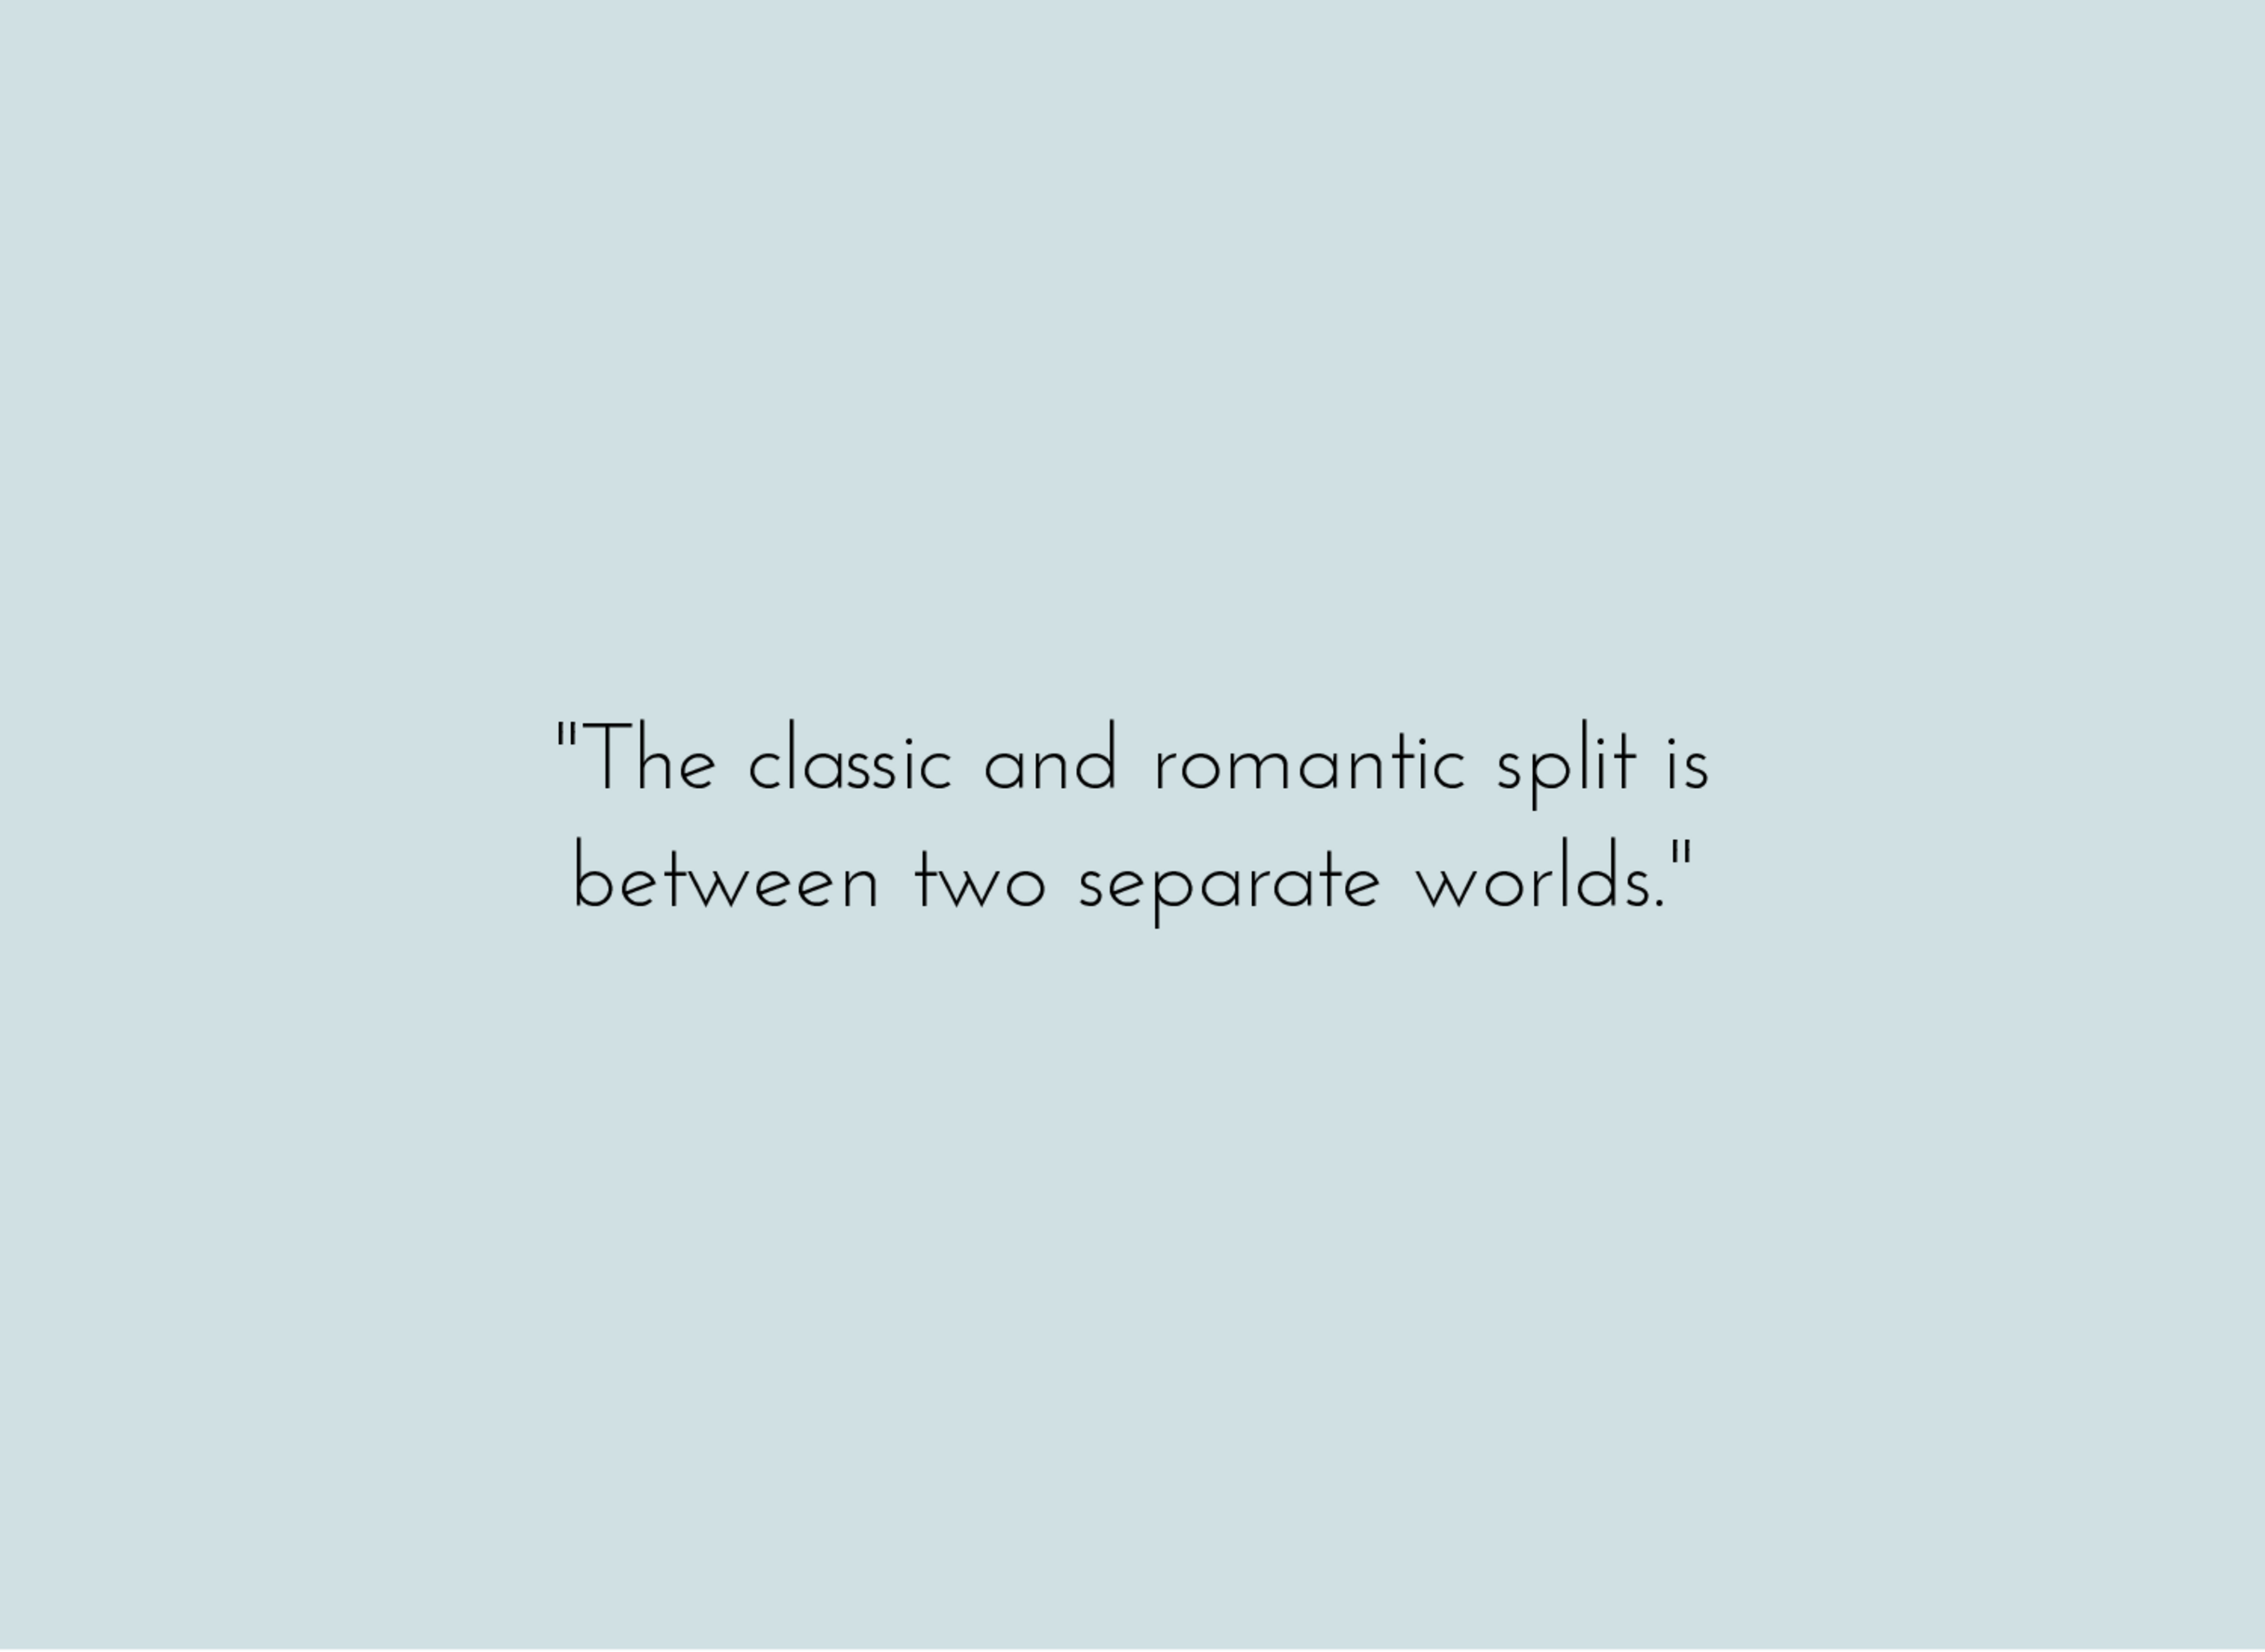 "The classic and romantic split is
between two separate worlds."